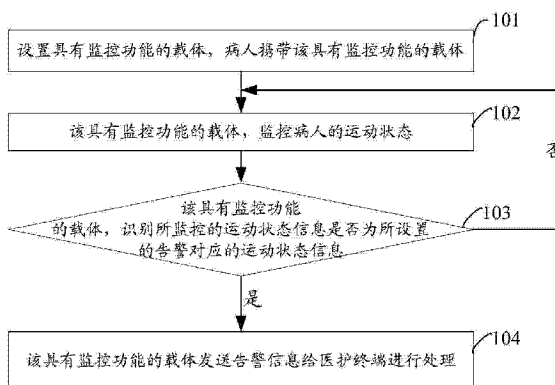 101
设置具有监控功能的载体，病人携带该具有监控功能的载体
102
该具有监控功能的载体，监控病人的运动状态
否
该具有监控功能
的载体，识别所监控的运动状态信息是否为所设置
的告警对应的运动状态信息
103
是
104
该具有监控功能的载体发送告警信息给医护终端进行处理